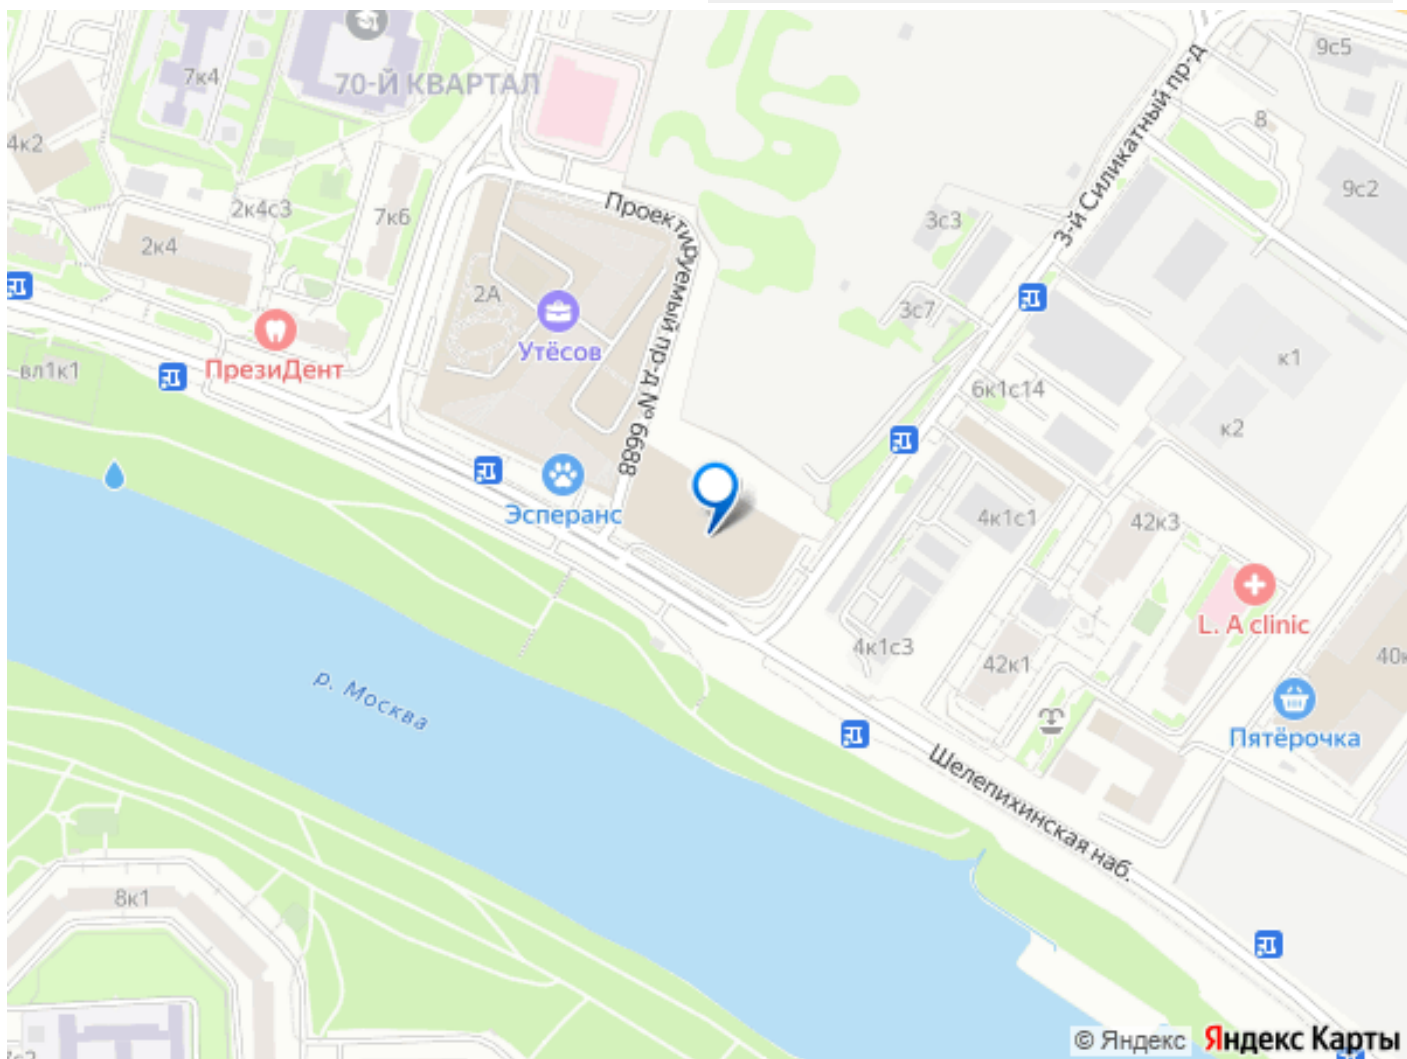 9с5
7к4
70-Й КВАРТАЛ
8
4к2
3-й Силикатный пр-д
9с2
2к4с3
7к6
Проектируемый пр-д № 6688
3с3
2к4
2А
3с7
Утёсов
ПрезиДент
вл1к1
к1
6к1с14
к2
Эсперанс
4к1с1
42к3
L. A clinic
4к1с3
42к1
40к
р. Москва
Пятёрочка
Шелепихинская наб.
8к1
© Яндекс Яндекс Карты